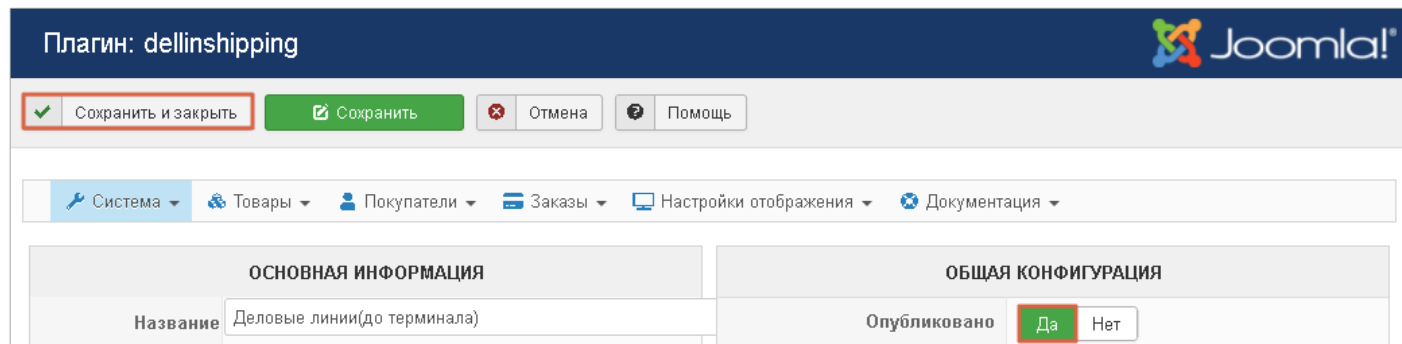 Плагин: dellinshipping
Joomla!®
Сохранить и закрыть Сохранить Отмена Помощь
Система Товары Покупатели Заказы Настройки отображения Документация
ОСНОВНАЯ ИНФОРМАЦИЯ ОБЩАЯ КОНФИГУРАЦИЯ
Название Деловые линии(до терминала) Опубликовано Да Нет